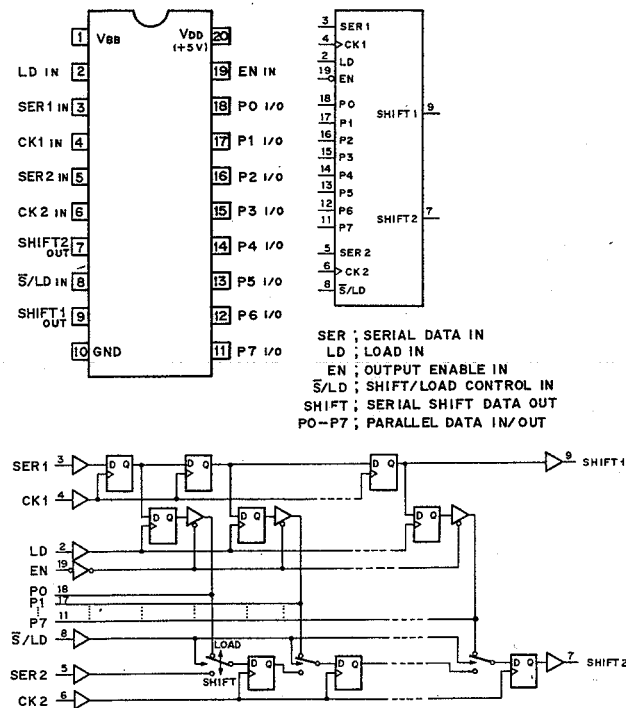 1 VBB
VDD 20
(+5V)
LD IN 2
19 EN IN
SER1 IN 3
18 P0 I/O
CK1 IN 4
17 P1 I/O
SER2 IN 5
16 P2 I/O
CK2 IN 6
15 P3 I/O
SHIFT2 7
OUT
14 P4 I/O
S̅/LD IN 8
13 P5 I/O
SHIFT1 9
OUT
12 P6 I/O
10 GND
11 P7 I/O
3 SER1
4 CK1
2 LD
19 EN
18 P0
17 P1
16 P2
15 P3
14 P4
13 P5
12 P6
11 P7
5 SER2
6 CK2
8 S̅/LD
SHIFT1 9
SHIFT2 7
SER ; SERIAL DATA IN
LD ; LOAD IN
EN ; OUTPUT ENABLE IN
S̅/LD ; SHIFT/LOAD CONTROL IN
SHIFT ; SERIAL SHIFT DATA OUT
P0-P7 ; PARALLEL DATA IN/OUT
SER1 3
D Q
D Q
D Q
9 SHIFT1
CK1 4
D Q
D Q
D Q
LD 2
EN 19
P0 18
P1 17
P7 11
S̅/LD 8
LOAD
SER2 5
SHIFT
D Q
D Q
D Q
7 SHIFT2
CK2 6